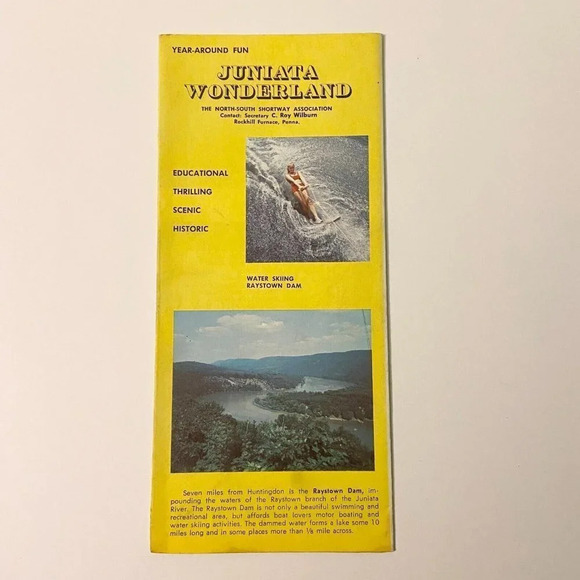 YEAR-AROUND FUN
JUNIATA
WONDERLAND
THE NORTH-SOUTH SHORTWAY ASSOCIATION
Contact: Secretary C. Roy Wilburn
Rockhill Furnace, Penna.
EDUCATIONAL
THRILLING
SCENIC
HISTORIC
WATER SKIING
RAYSTOWN DAM
Seven miles from Huntingdon is the Raystown Dam, im-
pounding the waters of the Raystown branch of the Juniata
River. The Raystown Dam is not only a beautiful swimming and
recreational area, but affords boat lovers motor boating and
water skiing activities. The dammed water forms a lake some 10
miles long and in some places more than ⅛ mile across.